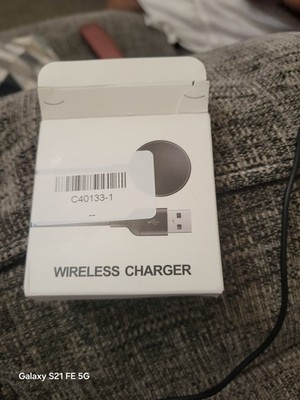 C40133-1
WIRELESS CHARGER
Galaxy S21 FE 5G